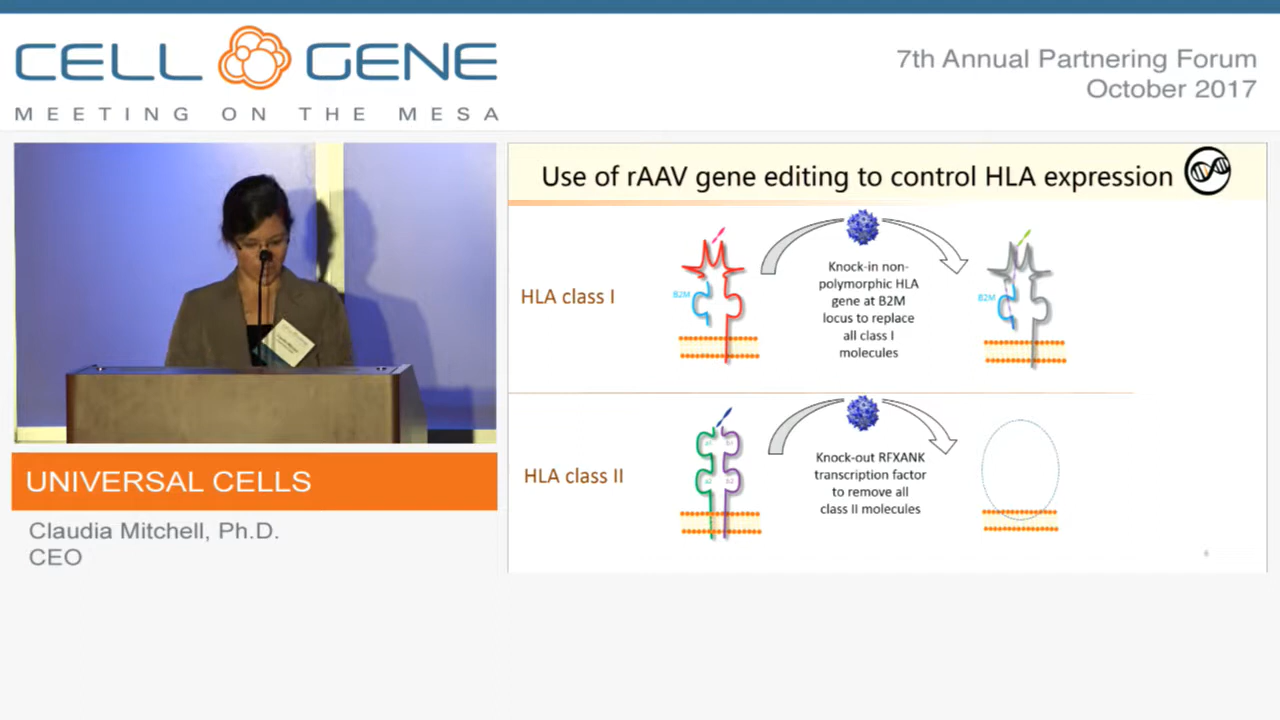 CELL GENE
MEETING ON THE MESA
7th Annual Partnering Forum
October 2017
Use of rAAV gene editing to control HLA expression
HLA class I
B2M
Knock-in non-
polymorphic HLA
gene at B2M
locus to replace
all class I
molecules
B2M
HLA class II
Knock-out RFXANK
transcription factor
to remove all
class II molecules
6
UNIVERSAL CELLS
Claudia Mitchell, Ph.D.
CEO